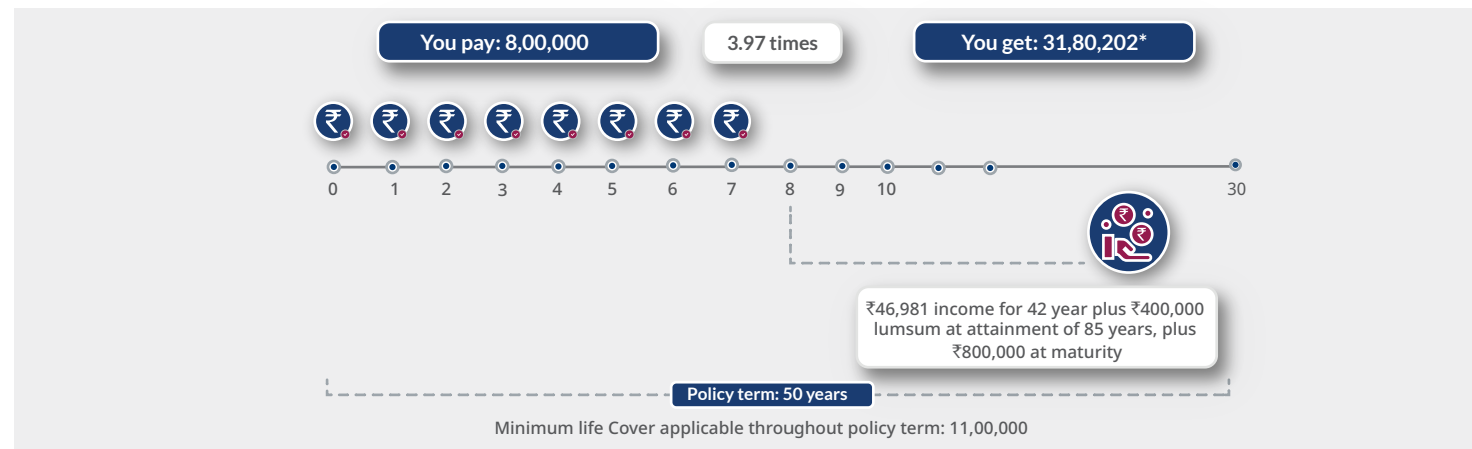 You pay: 8,00,000
3.97 times
You get: 31,80,202*
₹ ₹ ₹ ₹ ₹ ₹ ₹ ₹
0 1 2 3 4 5 6 7 8 9 10 30
₹ ₹
₹46,981 income for 42 year plus ₹400,000
lumsum at attainment of 85 years, plus
₹800,000 at maturity
Policy term: 50 years
Minimum life Cover applicable throughout policy term: 11,00,000